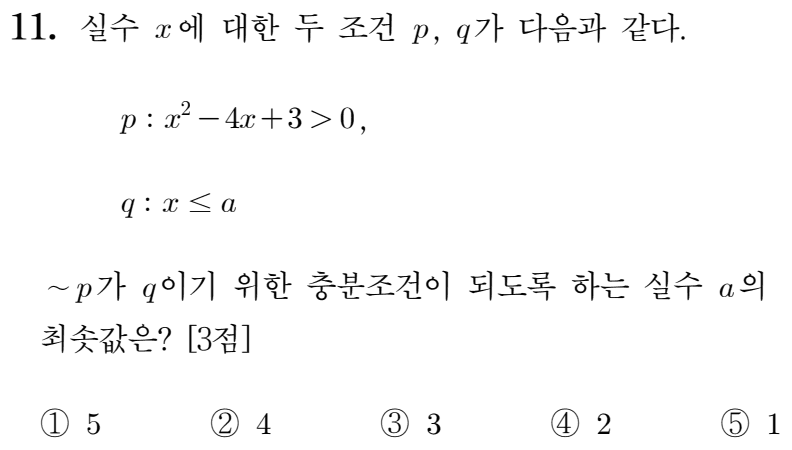 11. 실수 x에 대한 두 조건 p, q가 다음과 같다.
p : x² − 4x + 3 > 0,
q : x ≤ a
~p가 q이기 위한 충분조건이 되도록 하는 실수 a의
최솟값은? [3점]
① 5 ② 4 ③ 3 ④ 2 ⑤ 1